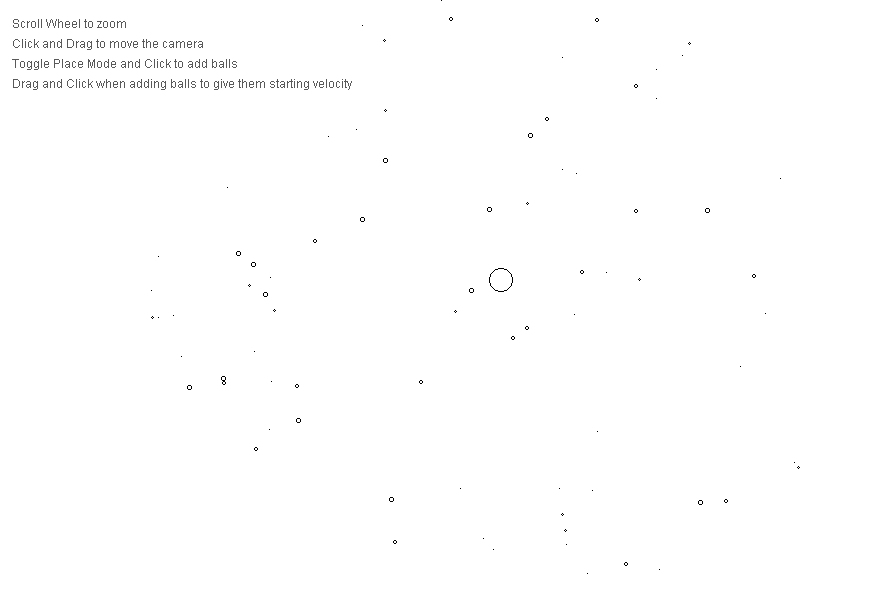 Scroll Wheel to zoom
Click and Drag to move the camera
Toggle Place Mode and Click to add balls
Drag and Click when adding balls to give them starting velocity